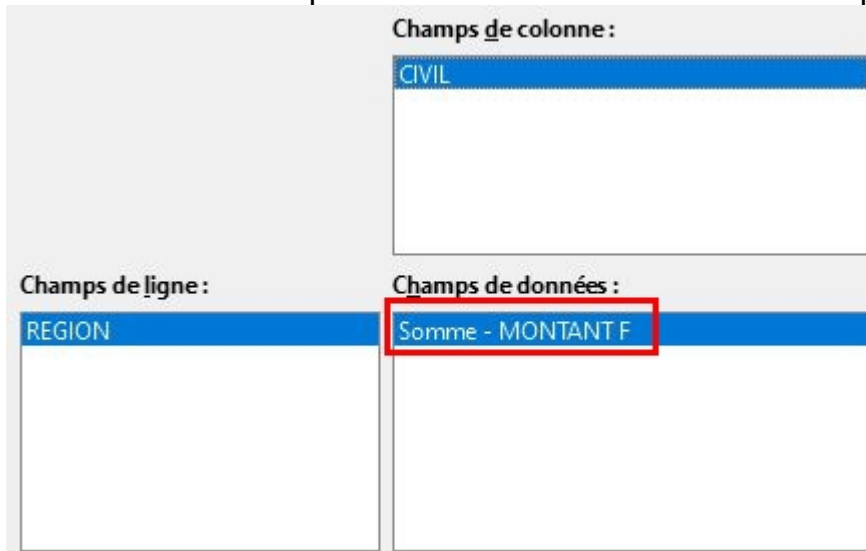 Champs de colonne :
CIVIL
Champs de ligne :
Champs de données :
REGION
Somme - MONTANT F